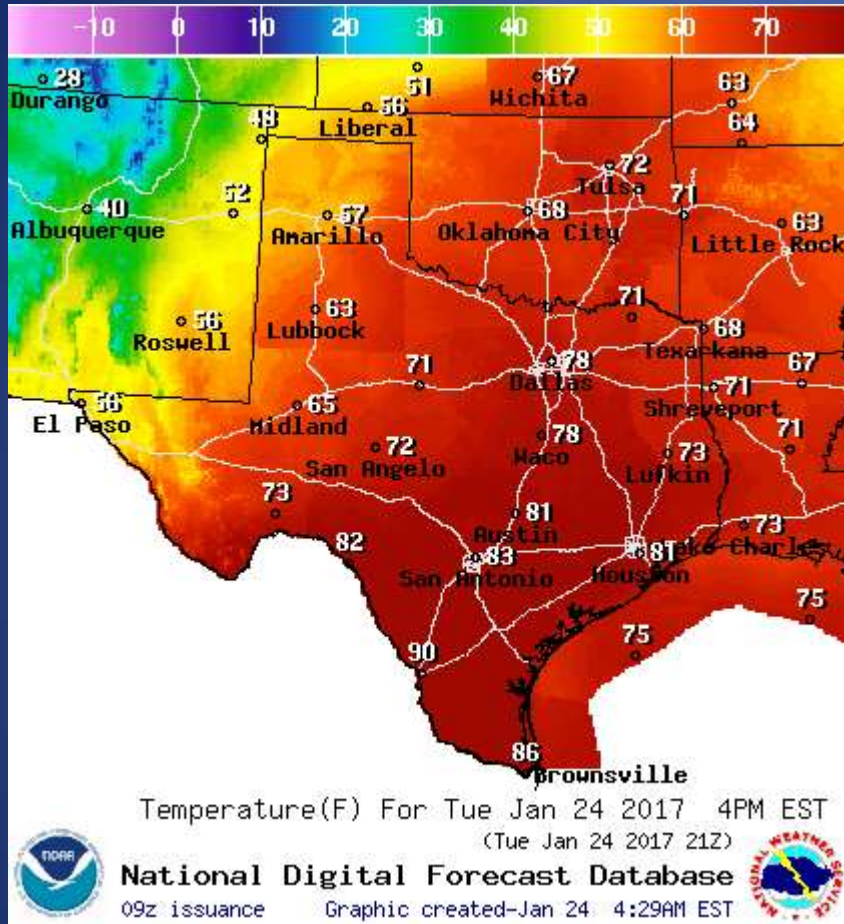 -10 0 10 20 30 40 50 60 70
28 51 67 63
Durango Wichita
56
Liberal
49 64
72
Tulsa
40 52 57 68 71 63
Albuquerque Amarillo Oklahoma City Little Rock
56 63 71 68
Roswell Lubbock Texarkana
78
Dallas
56 65 71 71 67
El Paso Midland Shreveport
72 78 73 71
San Angelo Waco Lufkin
73 81 73
Austin
82 83 81 Lake Charles
San Antonio Houston
75
90 75
86
Brownsville
Temperature(F) For Tue Jan 24 2017 4PM EST
(Tue Jan 24 2017 21Z)
NOAA
National Digital Forecast Database
09z issuance Graphic created-Jan 24 4:29AM EST
NATIONAL WEATHER SERVICE